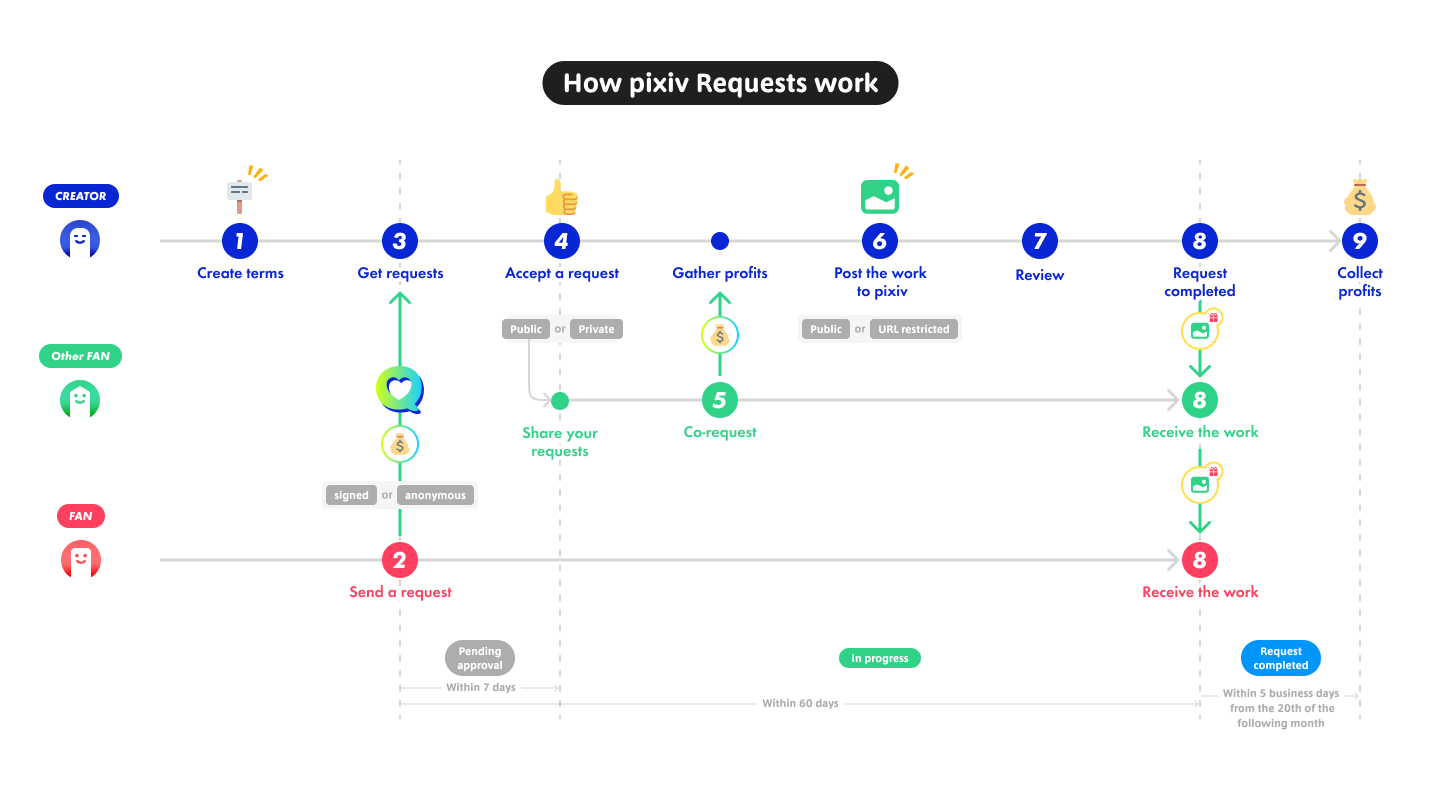 How pixiv Requests work
CREATOR
1
3
4
6
7
8
9
Create terms
Get requests
Accept a request
Gather profits
Post the work
to pixiv
Review
Request
completed
Collect
profits
Public or Private
Public or URL restricted
Other FAN
5
8
Share your
requests
Co-request
Receive the work
signed or anonymous
FAN
2
8
Send a request
Receive the work
Pending
approval
In progress
Request
completed
Within 7 days
Within 60 days
Within 5 business days
from the 20th of the
following month